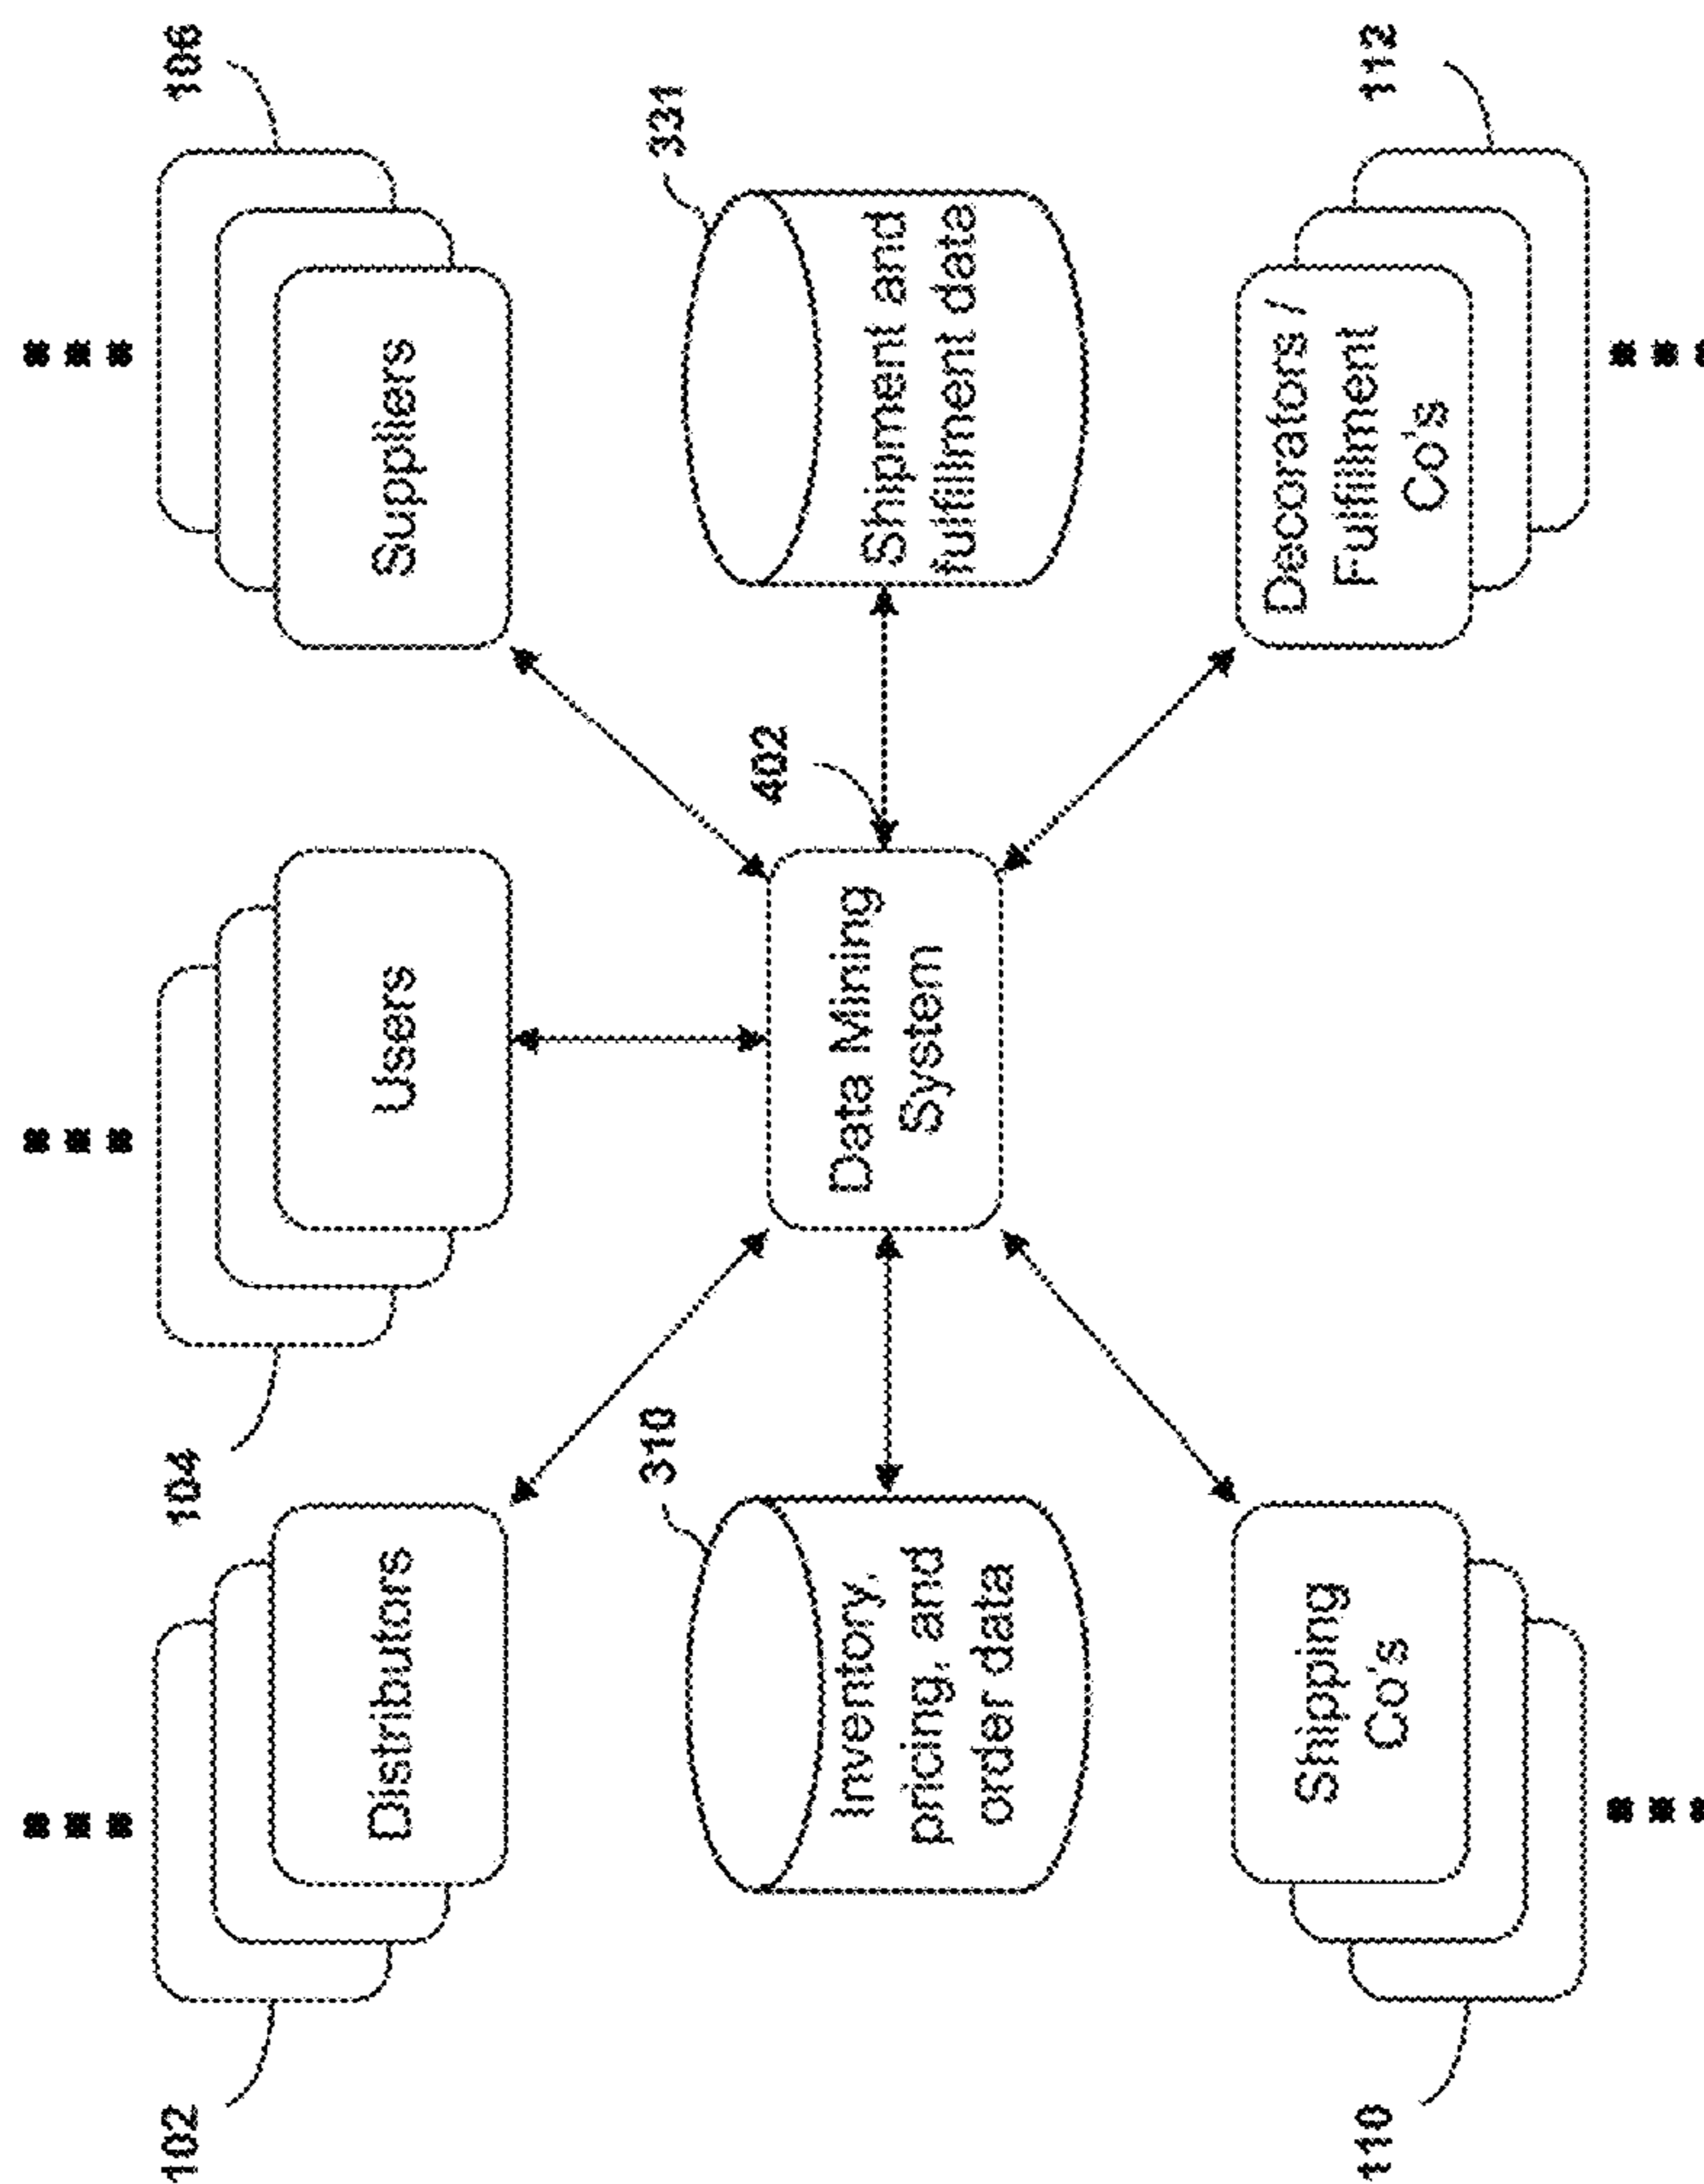 102
Distributors
104
Users
106
Suppliers
310
Inventory,
pricing, and
order data
402
Data Mining
System
331
Shipment and
fulfillment data
110
Shipping
Co's
112
Decorators /
Fulfillment
Co's